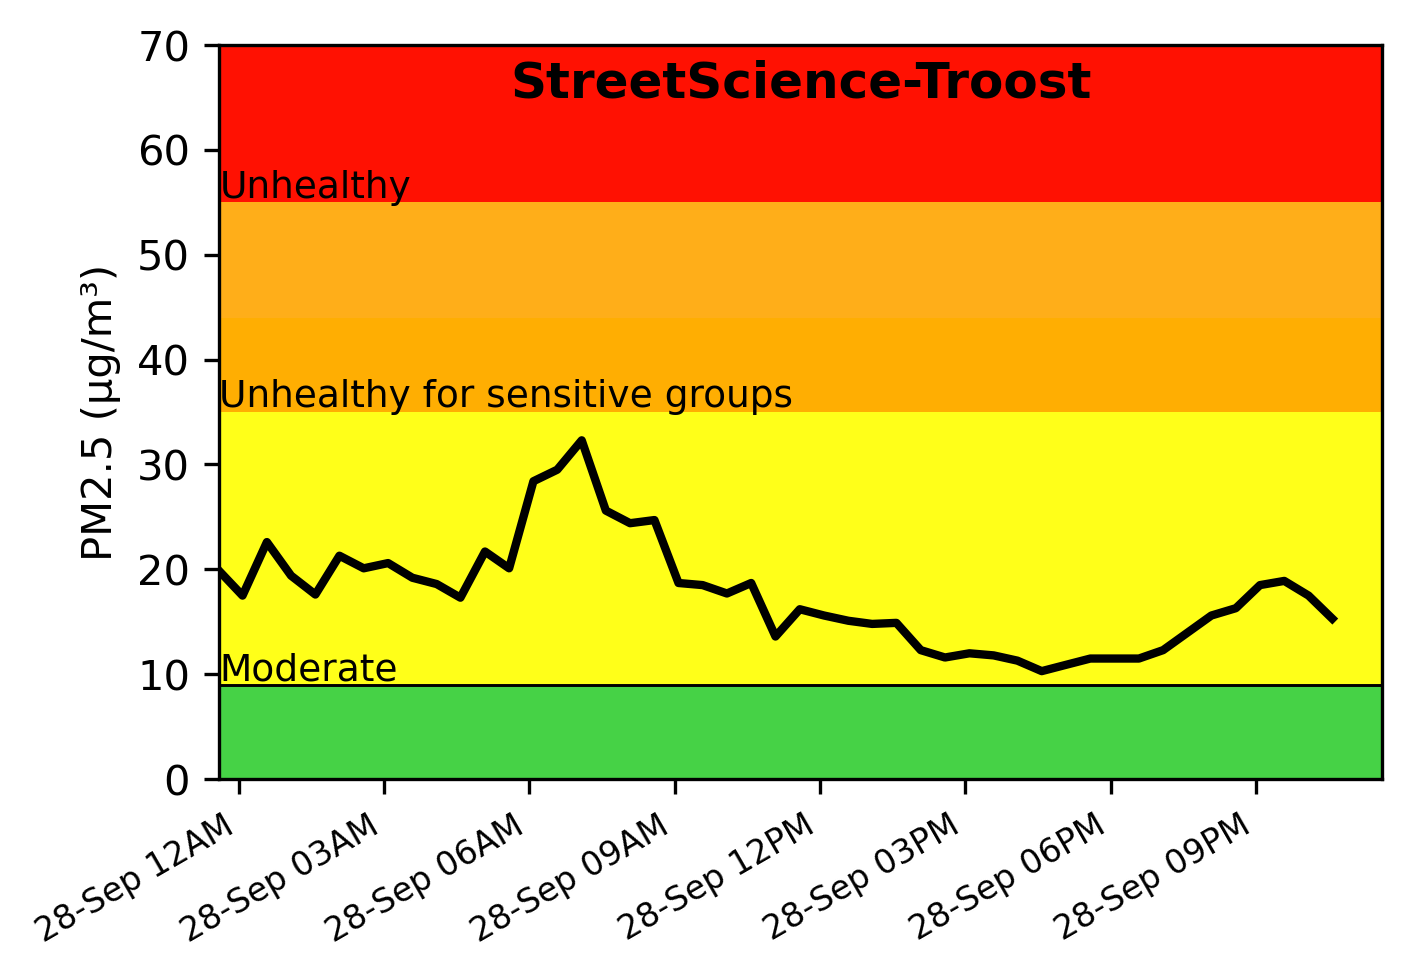 StreetScience-Troost
PM2.5 (µg/m³)
70
60
50
40
30
20
10
0
Unhealthy
Unhealthy for sensitive groups
Moderate
28-Sep 12AM
28-Sep 03AM
28-Sep 06AM
28-Sep 09AM
28-Sep 12PM
28-Sep 03PM
28-Sep 06PM
28-Sep 09PM